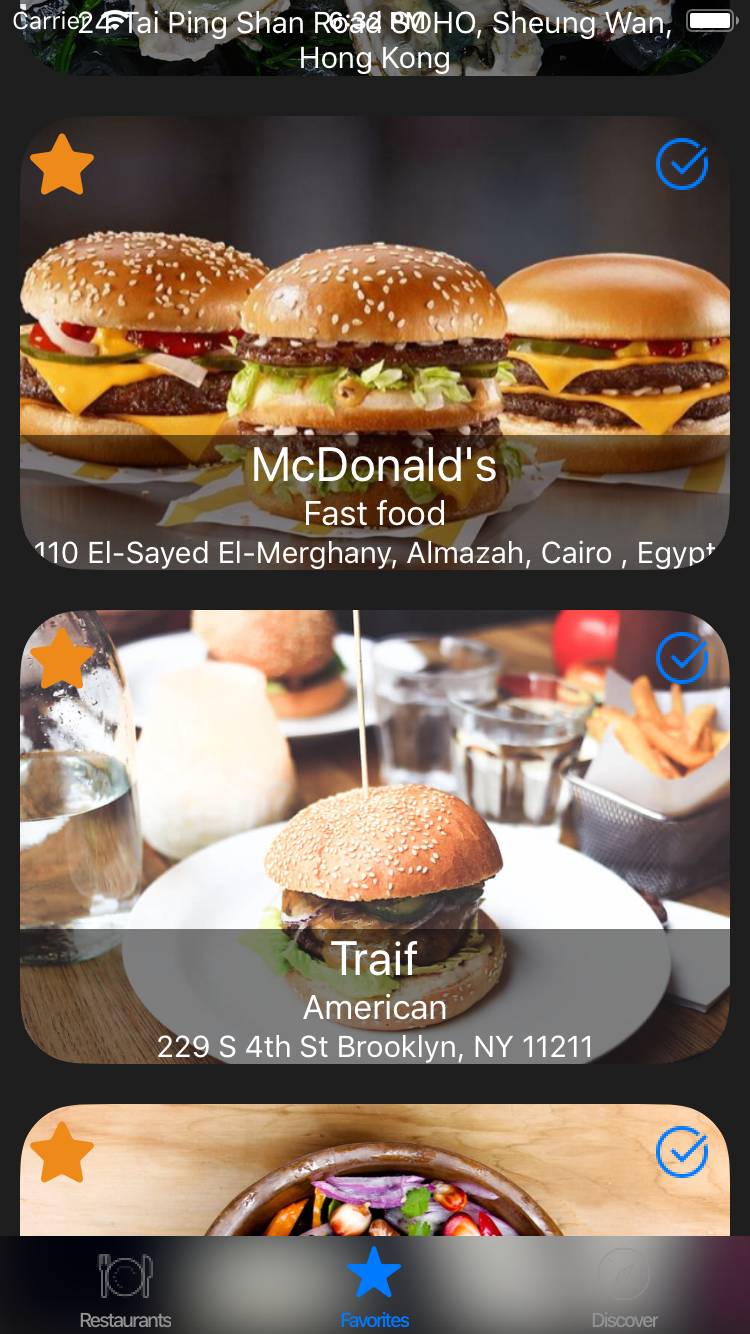 Carrier 6:32 PM
24 Tai Ping Shan Road SOHO, Sheung Wan,
Hong Kong
McDonald's
Fast food
110 El-Sayed El-Merghany, Almazah, Cairo , Egypt
Traif
American
229 S 4th St Brooklyn, NY 11211
Restaurants Favorites Discover